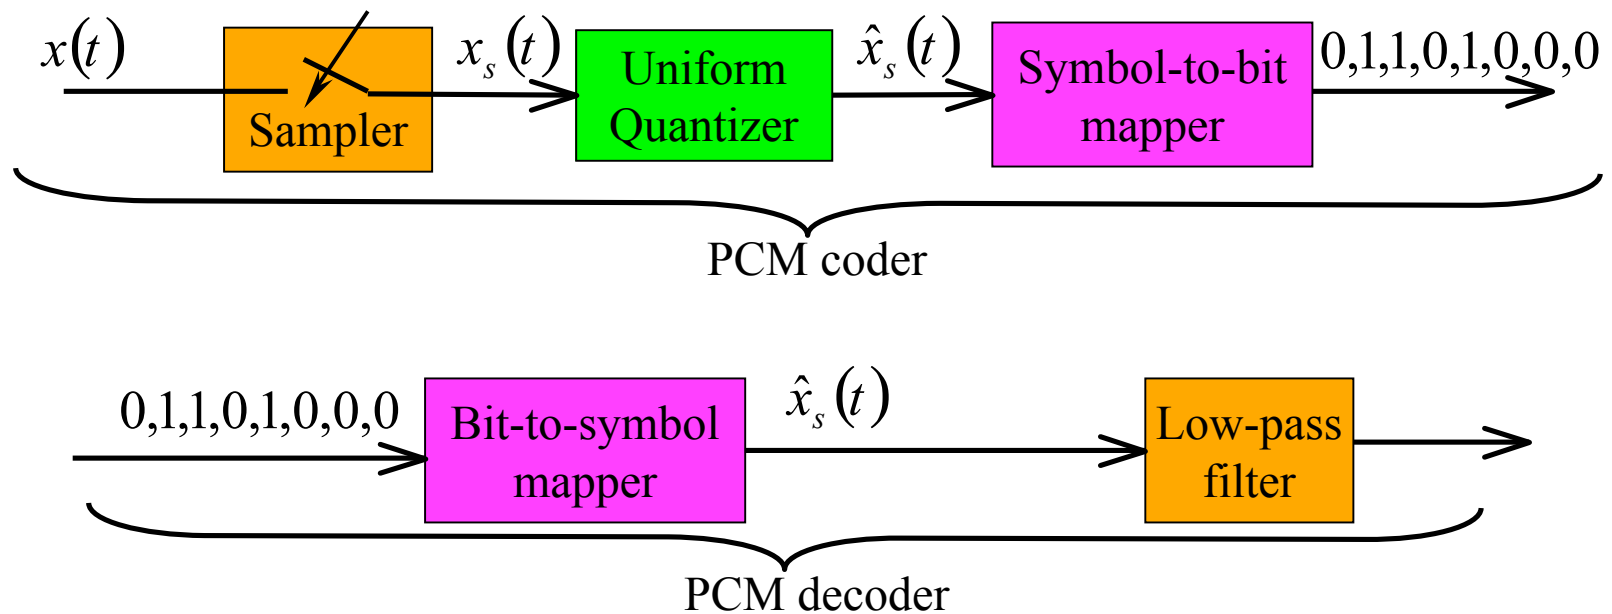 x(t)
Sampler
x_s(t)
Uniform
Quantizer
x̂_s(t)
Symbol-to-bit
mapper
0,1,1,0,1,0,0,0
PCM coder
0,1,1,0,1,0,0,0
Bit-to-symbol
mapper
x̂_s(t)
Low-pass
filter
PCM decoder